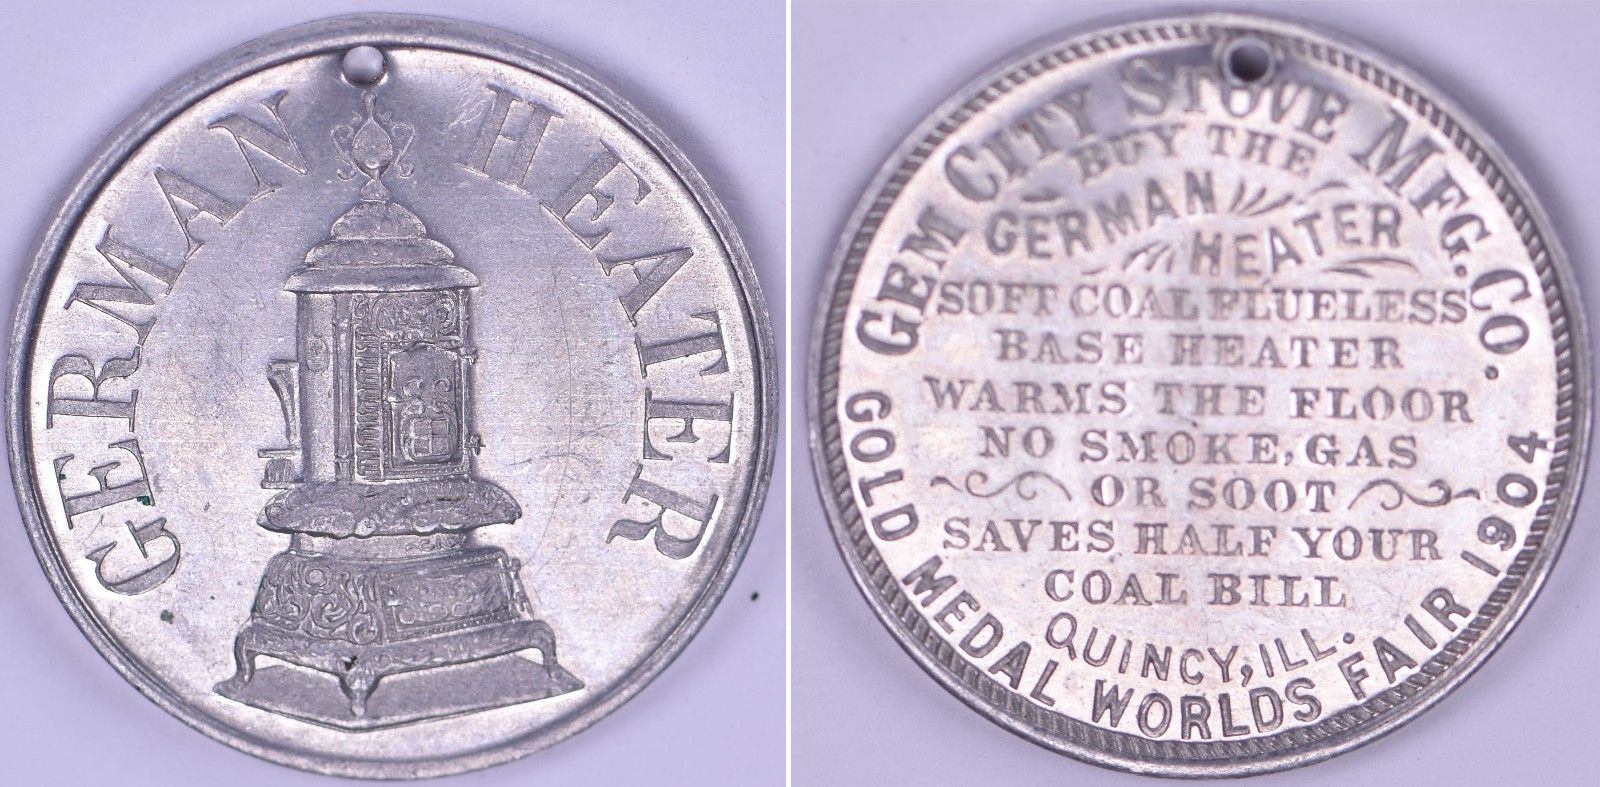 GERMAN HEATER
GEM CITY STOVE MFG. CO.
BUY THE
GERMAN
HEATER
SOFT COAL FLUELESS
BASE HEATER
WARMS THE FLOOR
NO SMOKE, GAS
OR SOOT
SAVES HALF YOUR
COAL BILL
QUINCY, ILL.
GOLD MEDAL WORLDS FAIR 1904